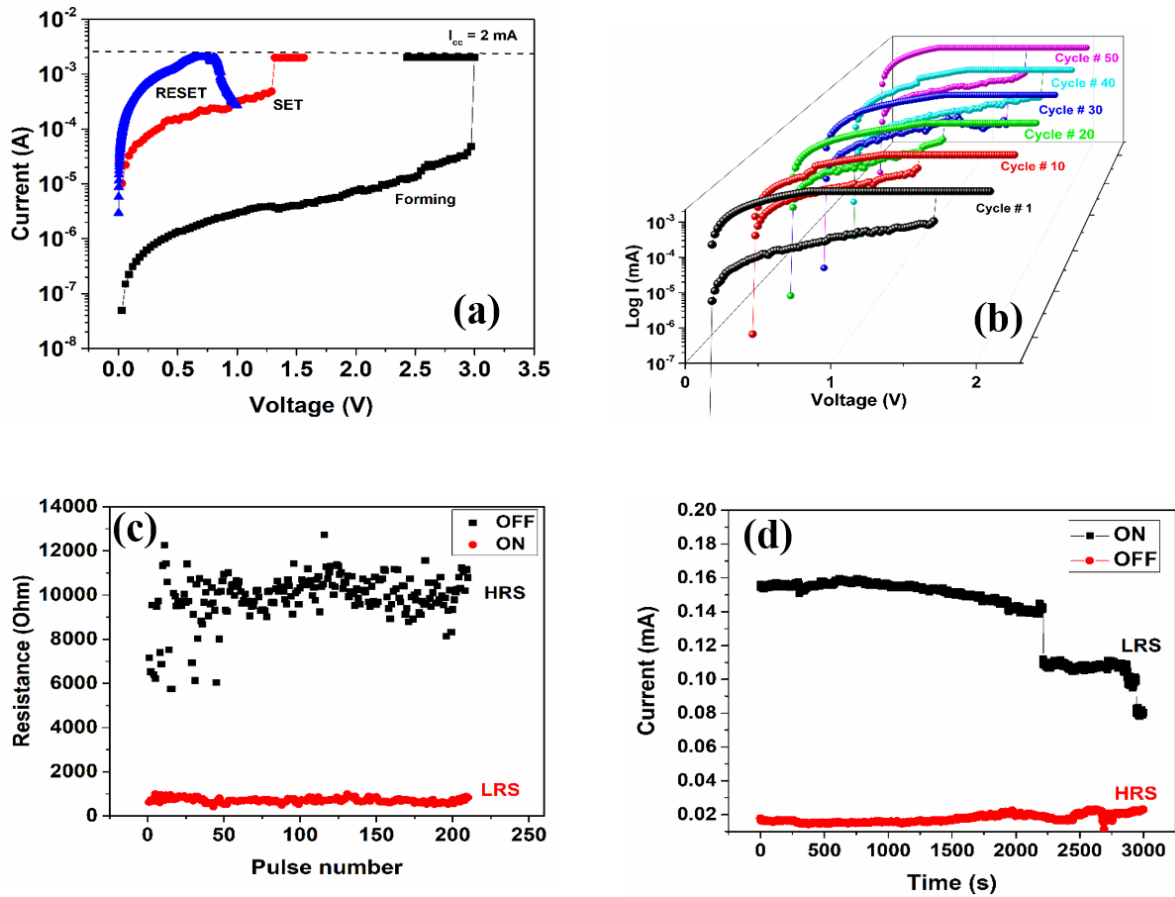 (a)
I_cc = 2 mA
RESET
SET
Forming
Current (A)
10^-2
10^-3
10^-4
10^-5
10^-6
10^-7
10^-8
0.0 0.5 1.0 1.5 2.0 2.5 3.0 3.5
Voltage (V)
(b)
Cycle # 50
Cycle # 40
Cycle # 30
Cycle # 20
Cycle # 10
Cycle # 1
Log I (mA)
10^-3
10^-4
10^-5
10^-6
10^-7
0 1 2
Voltage (V)
(c)
OFF
ON
HRS
LRS
Resistance (Ohm)
14000
12000
10000
8000
6000
4000
2000
0
0 50 100 150 200 250
Pulse number
(d)
ON
OFF
LRS
HRS
Current (mA)
0.20
0.18
0.16
0.14
0.12
0.10
0.08
0.06
0.04
0.02
0 500 1000 1500 2000 2500 3000
Time (s)